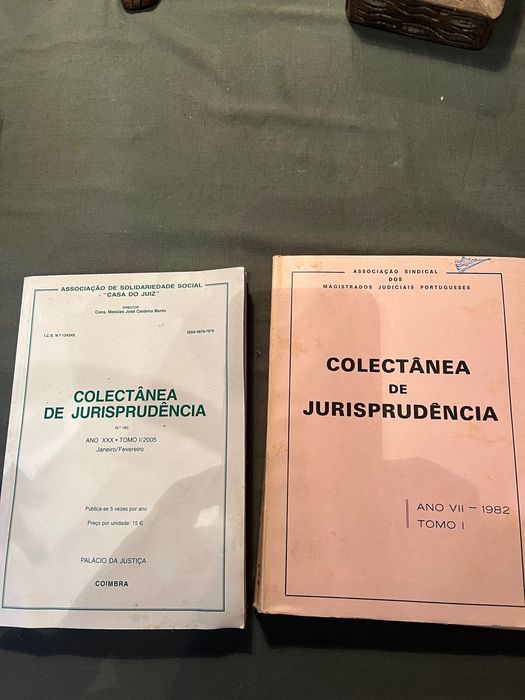 ASSOCIAÇÃO DE SOLIDARIEDADE SOCIAL
"CASA DO JUIZ"
DIRECTOR
Cons. Messias José Caldeira Bento
I.C.S. N.º 124249
ISSN 0870-7979
COLECTÂNEA
DE JURISPRUDÊNCIA
N.º 180
ANO XXX • TOMO I/2005
Janeiro/Fevereiro
Publica-se 5 vezes por ano
Preço por unidade: 15 €
PALÁCIO DA JUSTIÇA
COIMBRA
ASSOCIAÇÃO SINDICAL
DOS
MAGISTRADOS JUDICIAIS PORTUGUESES
COLECTÂNEA
DE
JURISPRUDÊNCIA
ANO VII – 1982
TOMO I